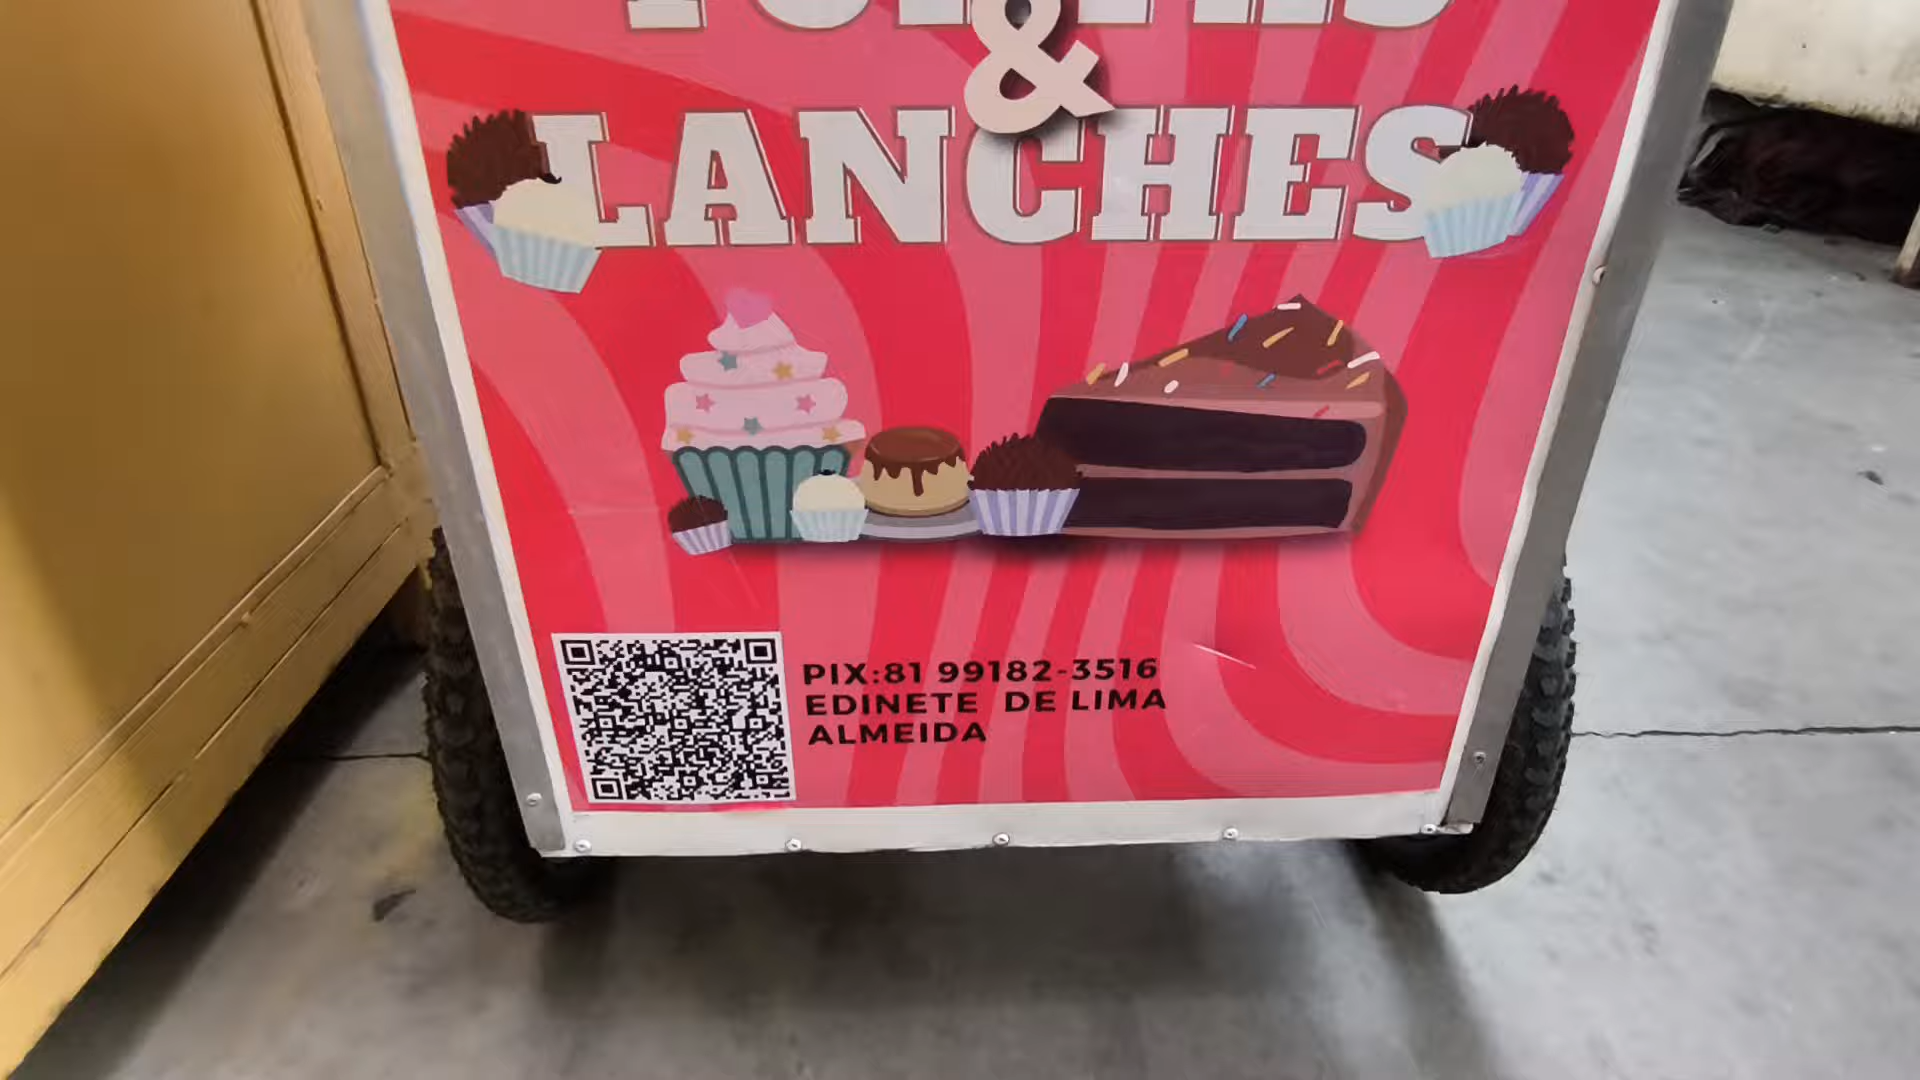 &
LANCHES
PIX:81 99182-3516
EDINETE DE LIMA
ALMEIDA